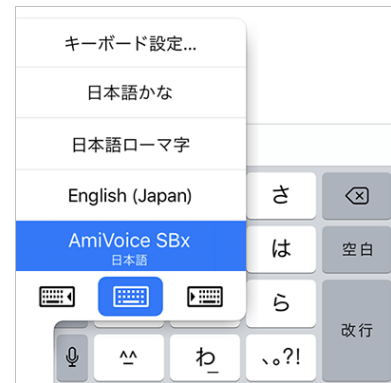 キーボード設定...
日本語かな
日本語ローマ字
English (Japan)
AmiVoice SBx
日本語
さ
は
空白
ら
改行
^^
わ
、。?!